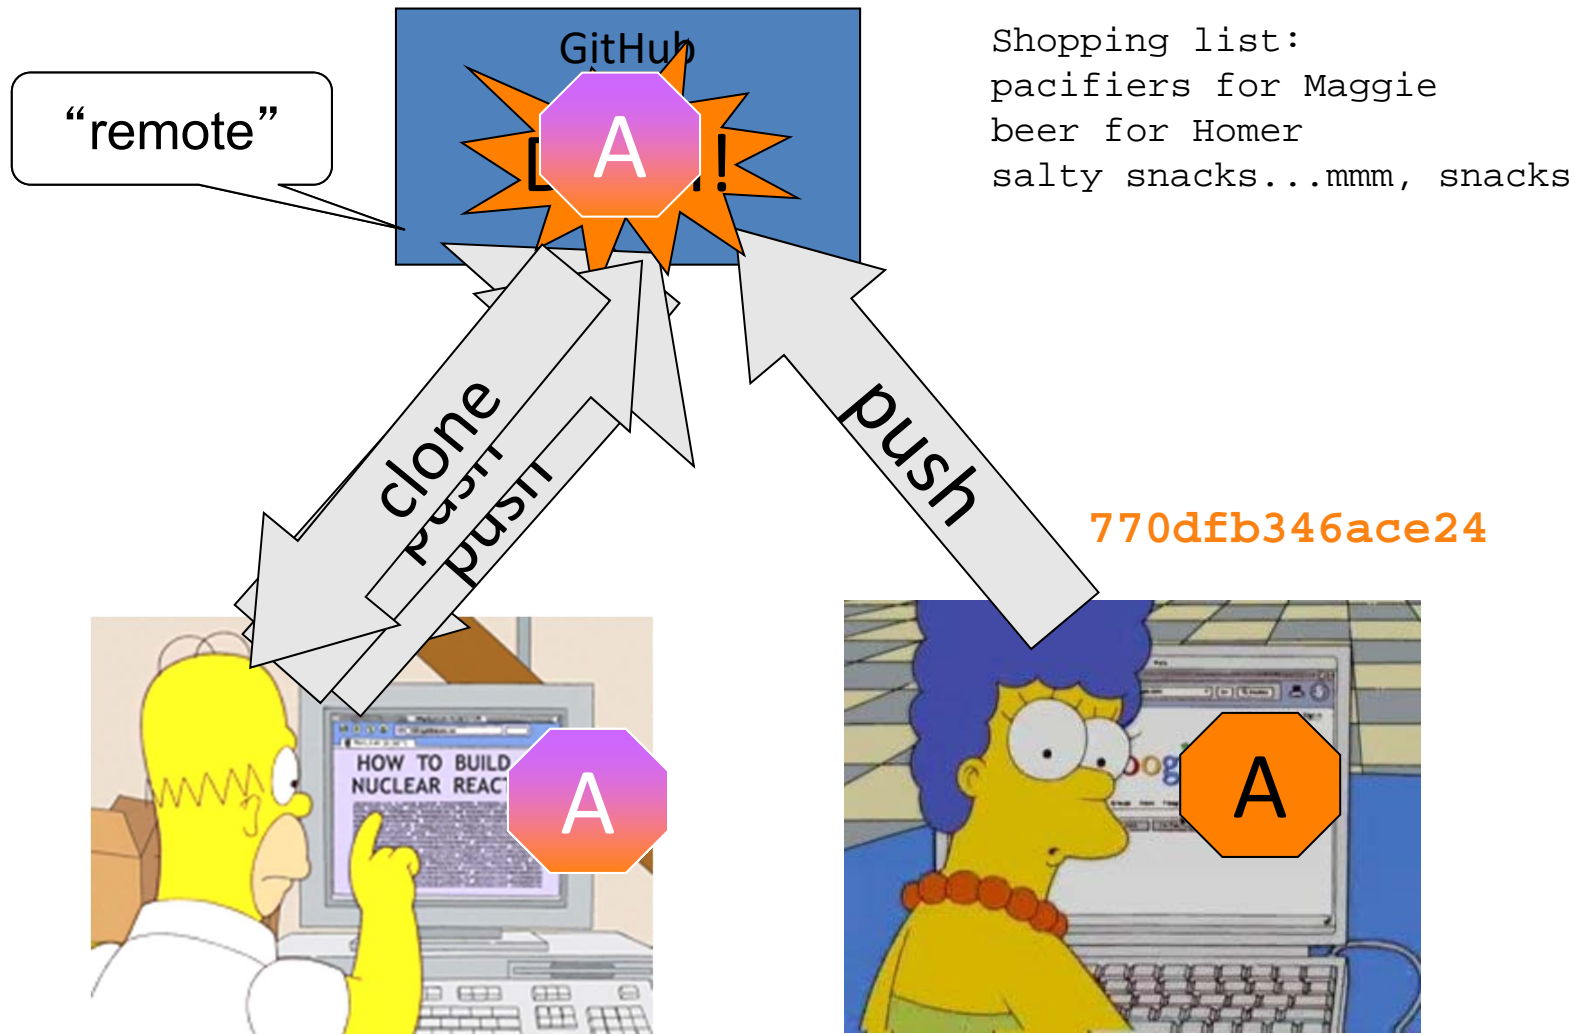 GitHub
“remote”
A
Shopping list:
pacifiers for Maggie
beer for Homer
salty snacks...mmm, snacks
clone
push
push
push
770dfb346ace24
HOW TO BUILD
NUCLEAR REACT
A
A